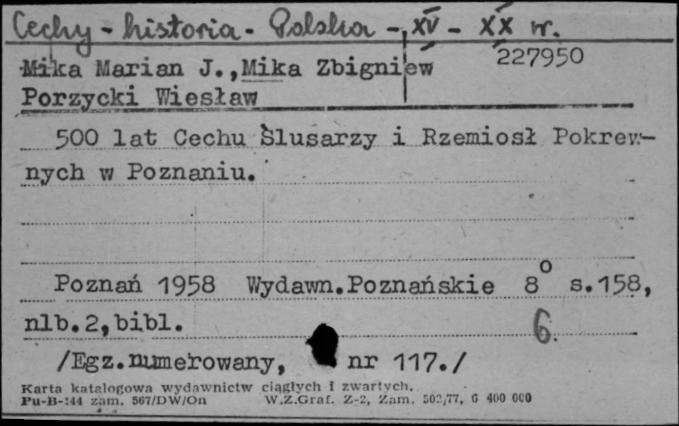 Cechy - historia - Polska - XV - XX w.
227950
Mika Marian J., Mika Zbigniew
Porzycki Wiesław
500 lat Cechu Ślusarzy i Rzemiosł Pokrew-
nych w Poznaniu.
Poznań 1958 Wydawn.Poznańskie 8° s.158,
nlb.2,bibl.
6.
/Egz.numerowany, nr 117./
Karta katalogowa wydawnictw ciągłych i zwartych.
Pu-B-144 zam. 567/DW/On W.Z.Graf. Z-2, Zam. 502/77, G 400 000